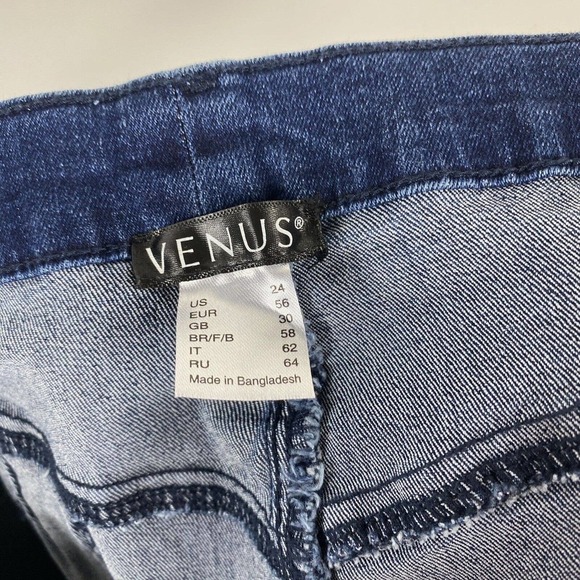 VENUS®
US 24
EUR 56
GB 30
BR/F/B 58
IT 62
RU 64
Made in Bangladesh